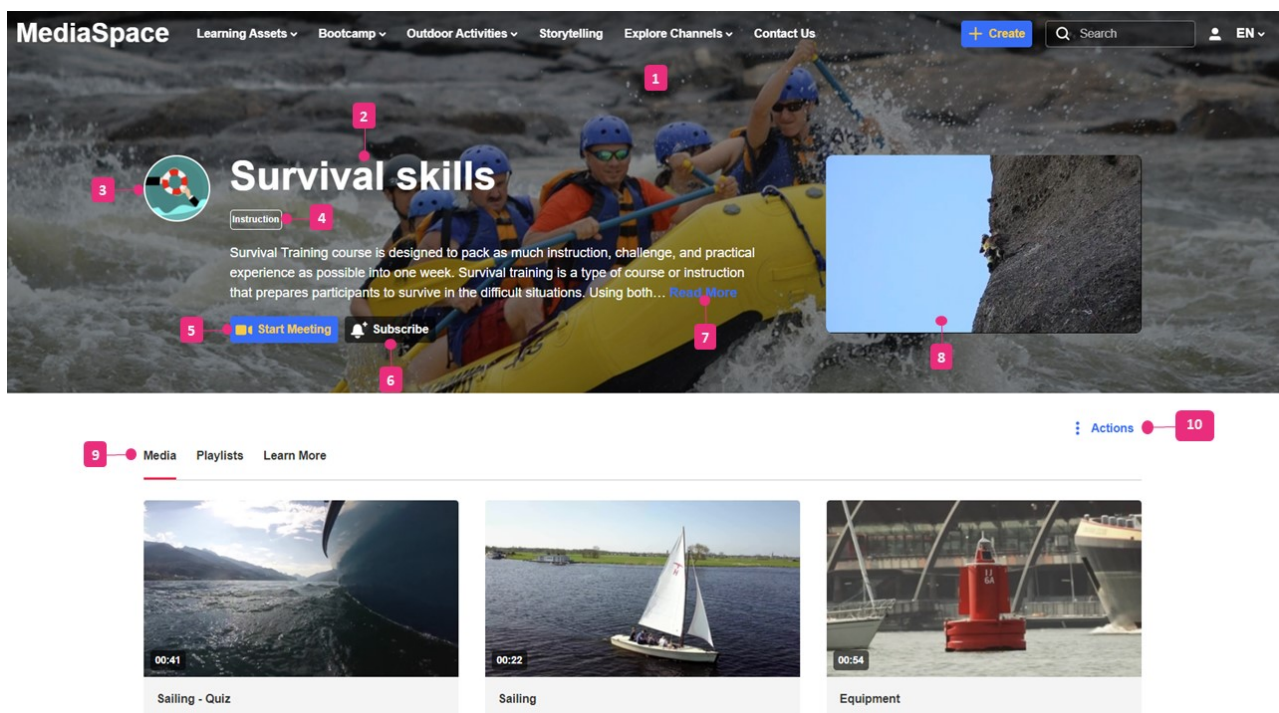 MediaSpace Learning Assets Bootcamp Outdoor Activities Storytelling Explore Channels Contact Us + Create Search EN
1
2
3
Survival skills
Instruction
4
Survival Training course is designed to pack as much instruction, challenge, and practical
experience as possible into one week. Survival training is a type of course or instruction
that prepares participants to survive in the difficult situations. Using both… Read More
5
Start Meeting
Subscribe
6
7
8
Actions
10
9
Media Playlists Learn More
IJ
6A
00:41
00:22
00:54
Sailing - Quiz
Sailing
Equipment